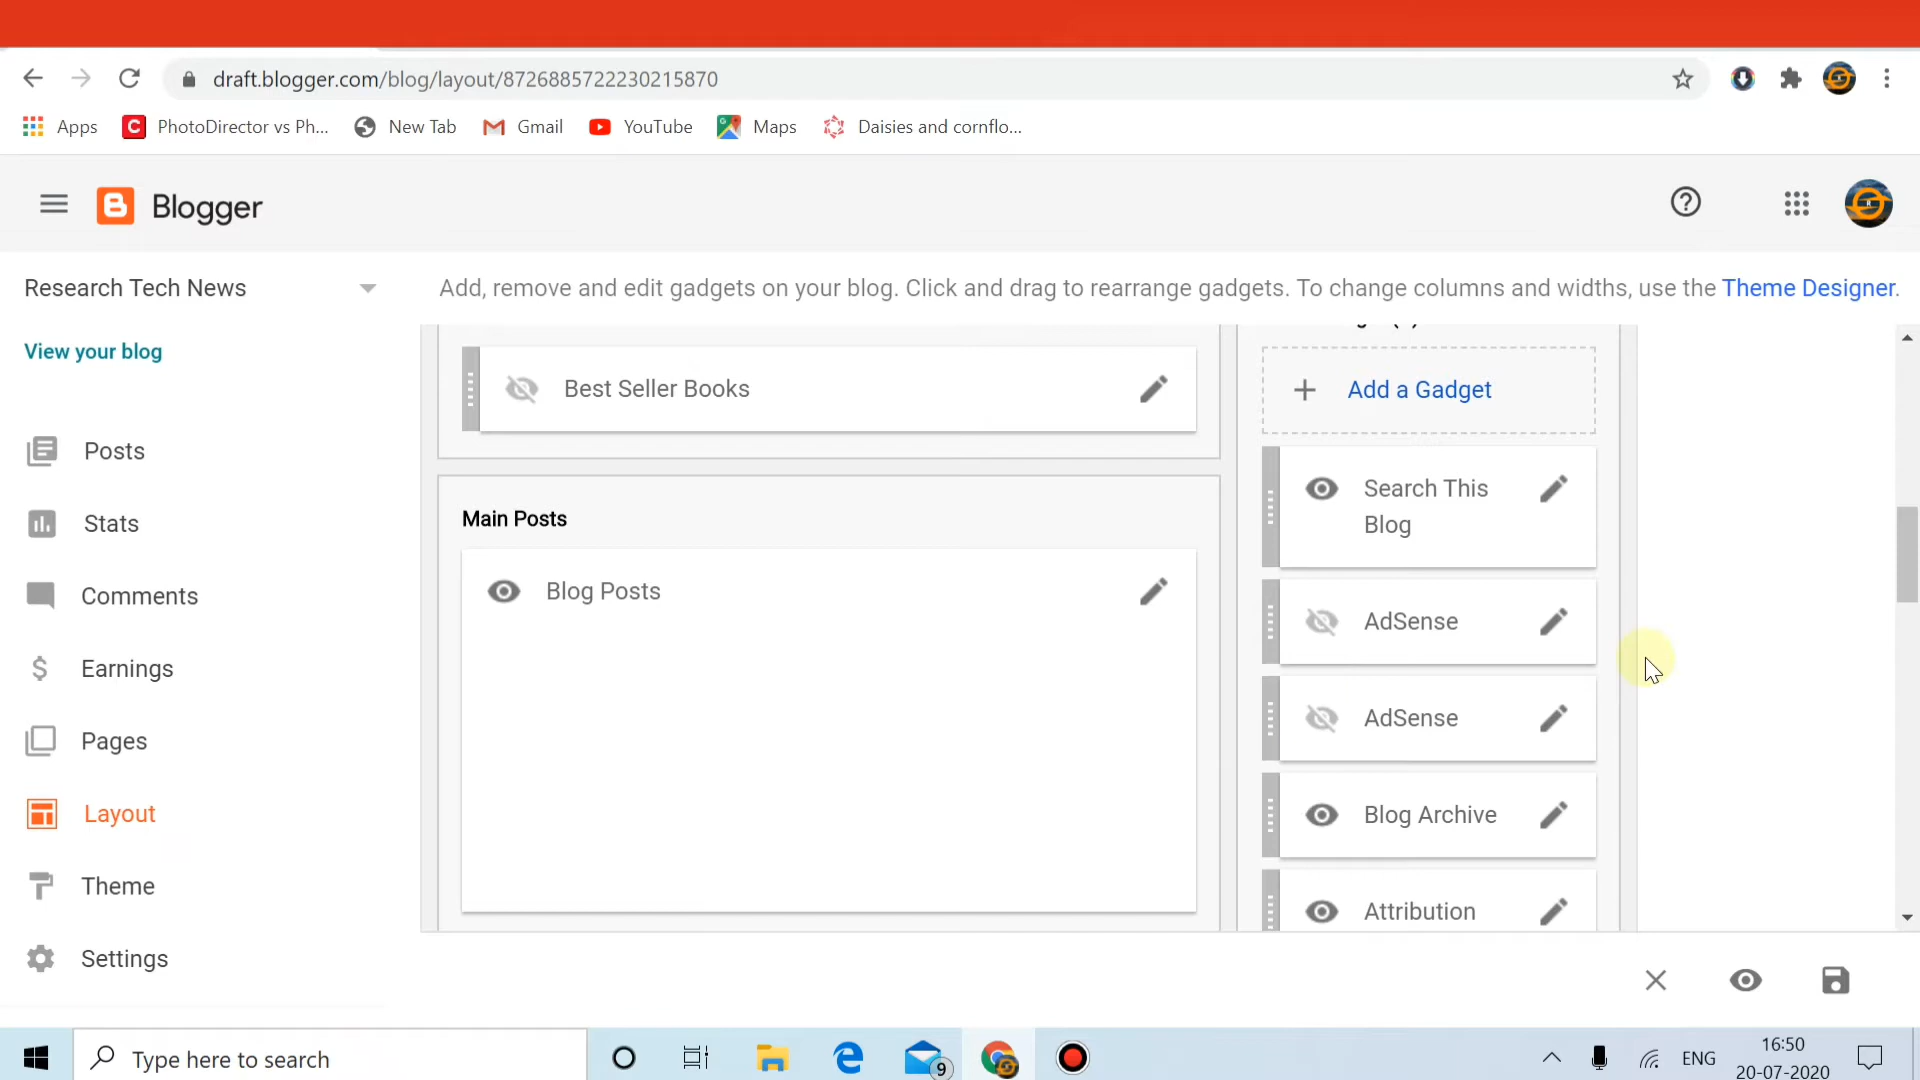 draft.blogger.com/blog/layout/8726885722230215870
Apps
PhotoDirector vs Ph...
New Tab
Gmail
YouTube
Maps
Daisies and cornflo...
Blogger
Research Tech News
Add, remove and edit gadgets on your blog. Click and drag to rearrange gadgets. To change columns and widths, use the Theme Designer.
View your blog
Posts
Stats
Comments
Earnings
Pages
Layout
Theme
Settings
Best Seller Books
Main Posts
Blog Posts
Add a Gadget
Search This
Blog
AdSense
AdSense
Blog Archive
Attribution
Type here to search
9
ENG
16:50
20-07-2020